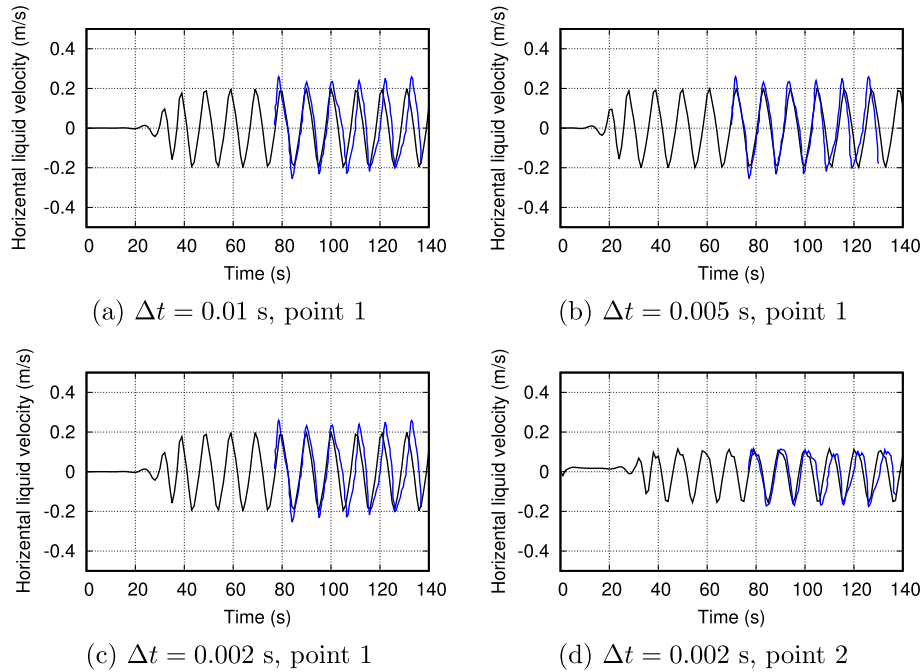 Horizental liquid velocity (m/s)
0.4
0.2
0
-0.2
-0.4
0 20 40 60 80 100 120 140
Time (s)
(a) Δt = 0.01 s, point 1
Horizental liquid velocity (m/s)
0.4
0.2
0
-0.2
-0.4
0 20 40 60 80 100 120 140
Time (s)
(b) Δt = 0.005 s, point 1
Horizental liquid velocity (m/s)
0.4
0.2
0
-0.2
-0.4
0 20 40 60 80 100 120 140
Time (s)
(c) Δt = 0.002 s, point 1
Horizental liquid velocity (m/s)
0.4
0.2
0
-0.2
-0.4
0 20 40 60 80 100 120 140
Time (s)
(d) Δt = 0.002 s, point 2